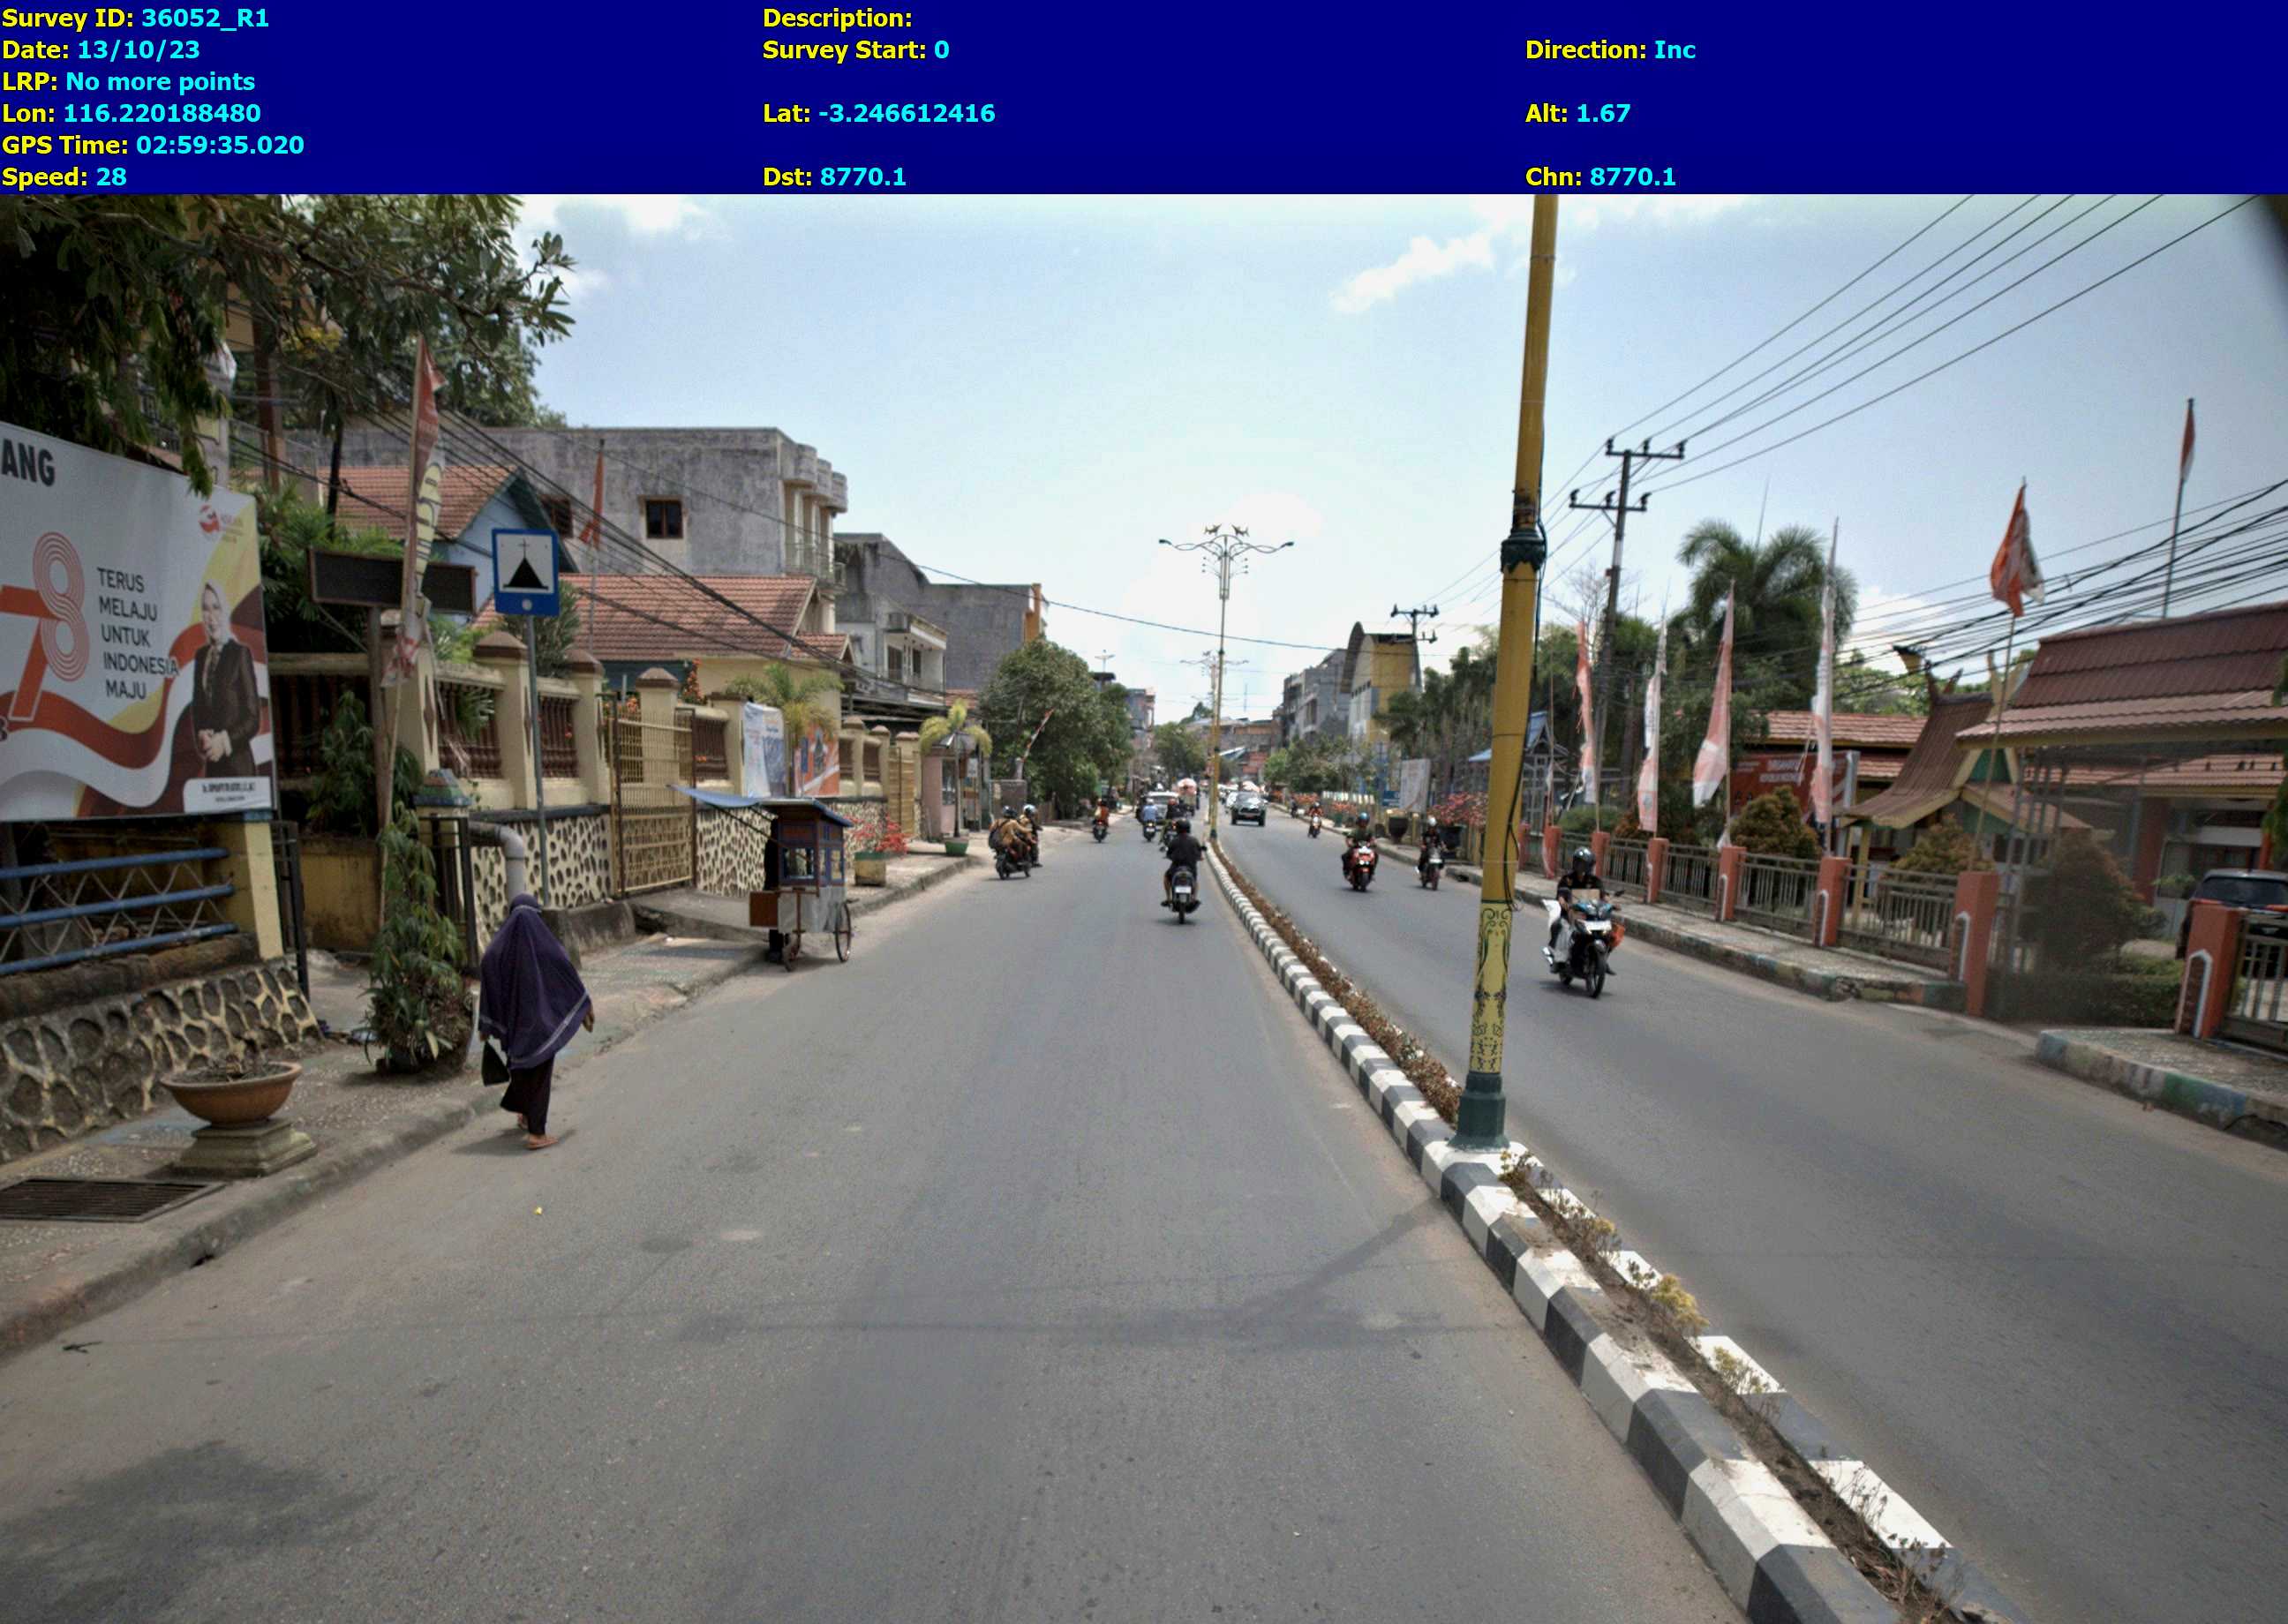 Survey ID: 36052_R1
Description:
Date: 13/10/23
Survey Start: 0
Direction: Inc
LRP: No more points
Lon: 116.220188480
Lat: -3.246612416
Alt: 1.67
GPS Time: 02:59:35.020
Speed: 28
Dst: 8770.1
Chn: 8770.1
ANG
78
TERUS
MELAJU
UNTUK
INDONESIA
MAJU